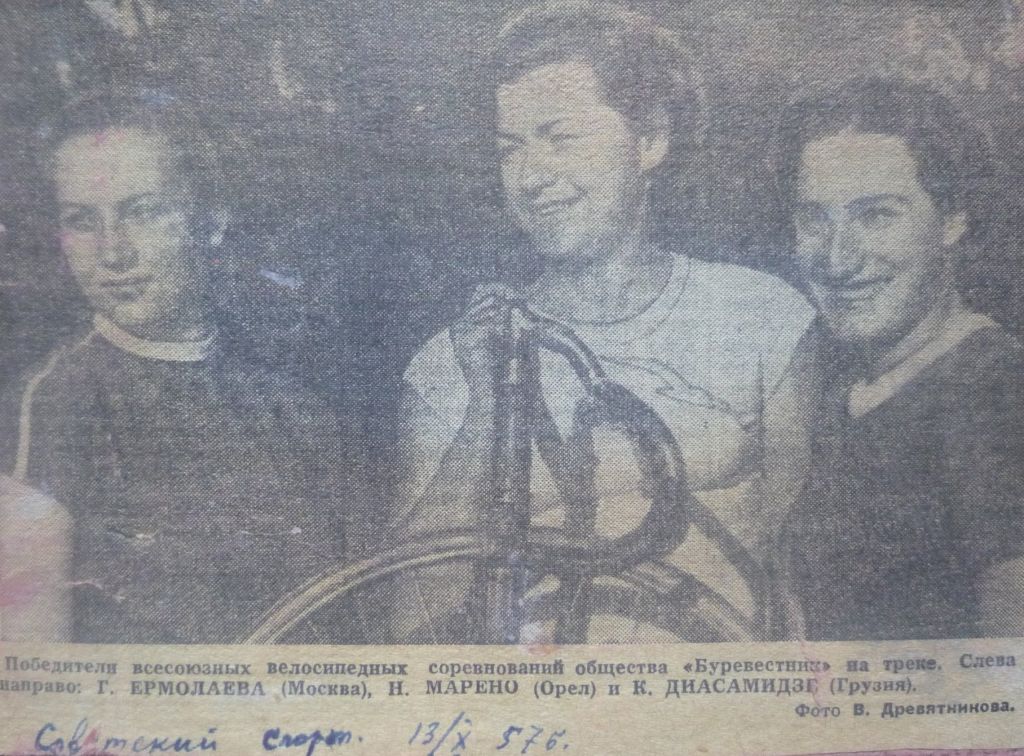 Победители всесоюзных велосипедных соревнований общества «Буревестник» на треке. Слева
направо: Г. ЕРМОЛАЕВА (Москва), Н. МАРЕНО (Орел) и К. ДИАСАМИДЗЕ (Грузия).
Фото В. Древятникова.
Советский спорт. 13/X 57г.